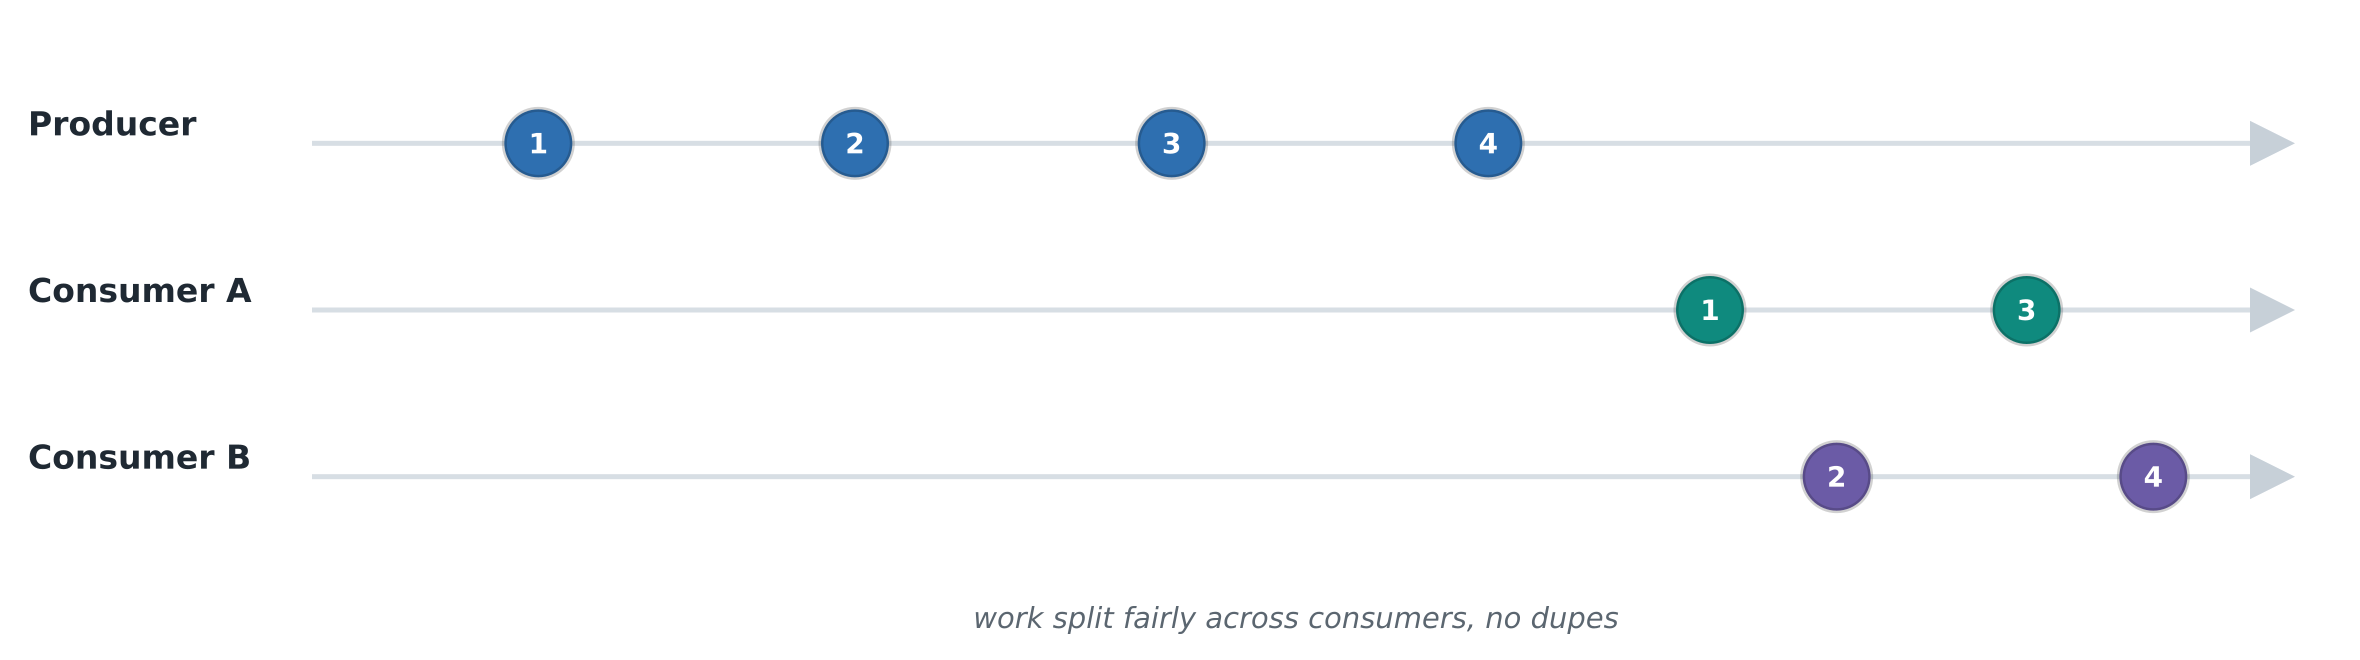 Producer
1 2 3 4
Consumer A
1 3
Consumer B
2 4
work split fairly across consumers, no dupes